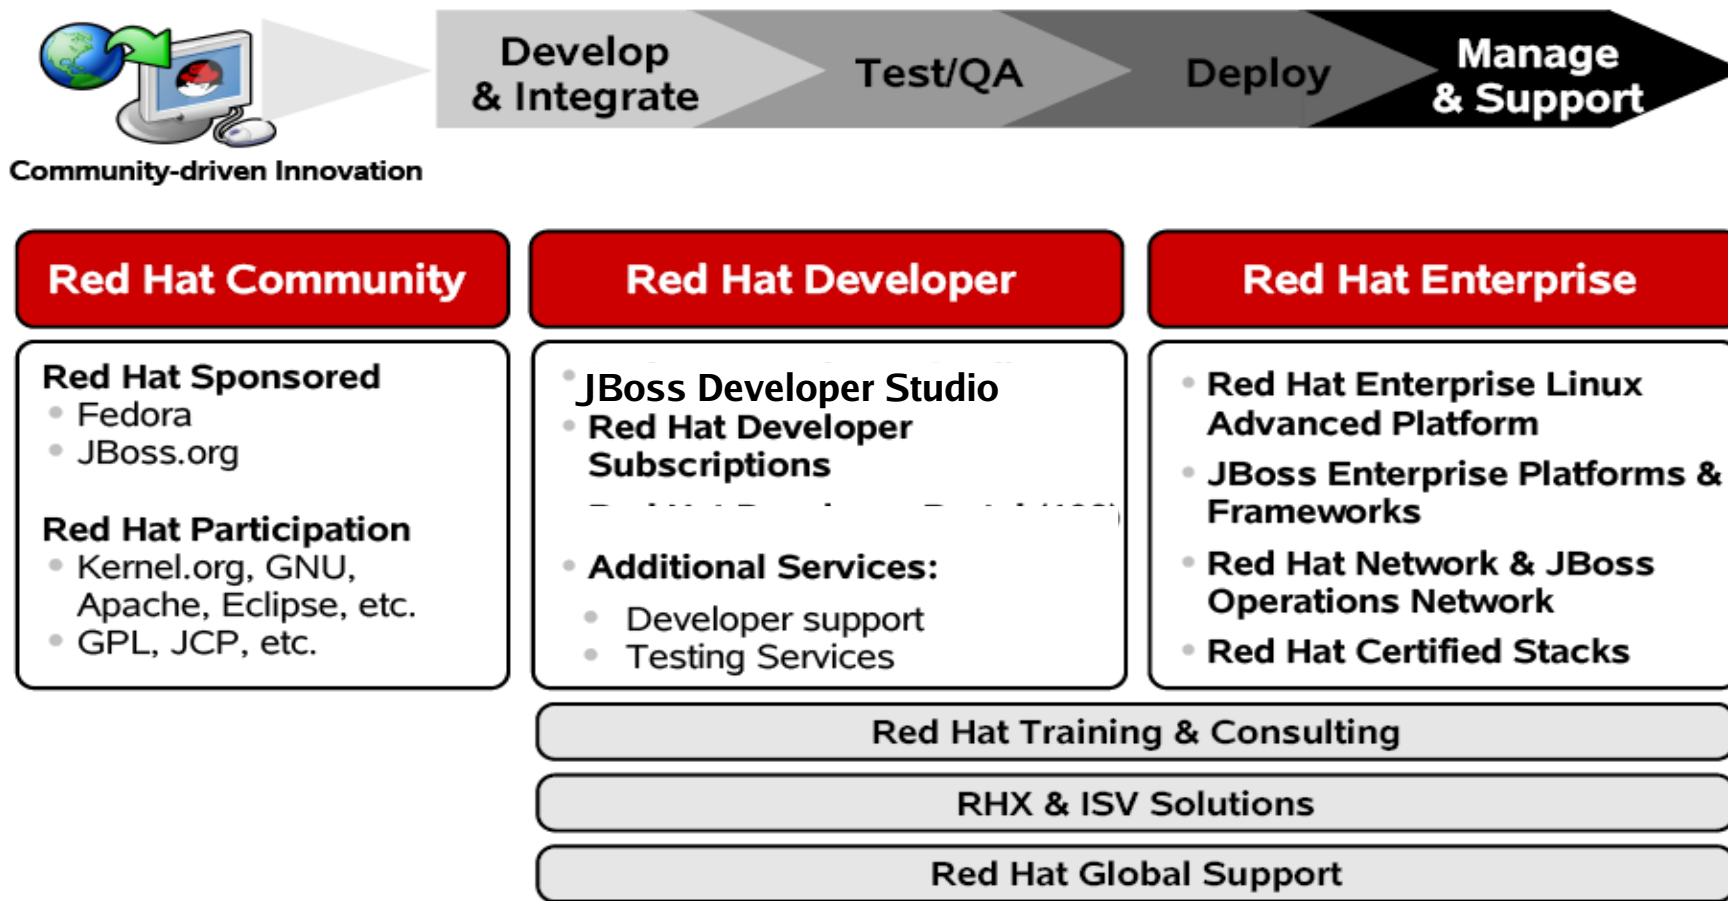 Develop
& Integrate
Test/QA
Deploy
Manage
& Support
Community-driven Innovation
Red Hat Community
Red Hat Sponsored
Fedora
JBoss.org
Red Hat Participation
Kernel.org, GNU,
Apache, Eclipse, etc.
GPL, JCP, etc.
Red Hat Developer
JBoss Developer Studio
Red Hat Developer
Subscriptions
Additional Services:
Developer support
Testing Services
Red Hat Enterprise
Red Hat Enterprise Linux
Advanced Platform
JBoss Enterprise Platforms &
Frameworks
Red Hat Network & JBoss
Operations Network
Red Hat Certified Stacks
Red Hat Training & Consulting
RHX & ISV Solutions
Red Hat Global Support